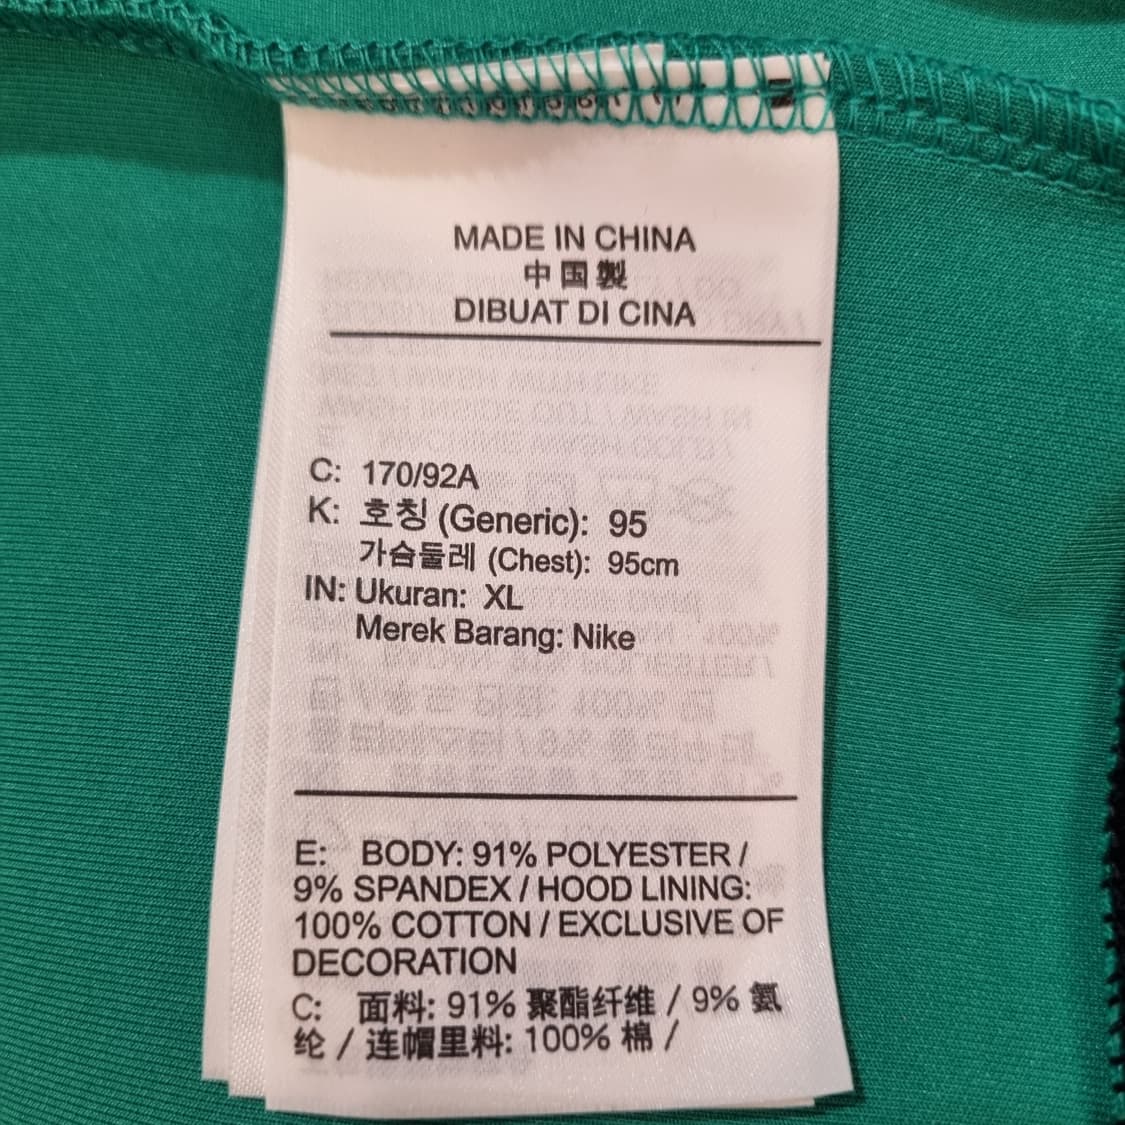 MADE IN CHINA
中国製
DIBUAT DI CINA
C: 170/92A
K: 호칭 (Generic): 95
가슴둘레 (Chest): 95cm
IN: Ukuran: XL
Merek Barang: Nike
E: BODY: 91% POLYESTER /
9% SPANDEX / HOOD LINING:
100% COTTON / EXCLUSIVE OF
DECORATION
C: 面料: 91% 聚酯纤维 / 9% 氨
纶 / 连帽里料: 100% 棉 /